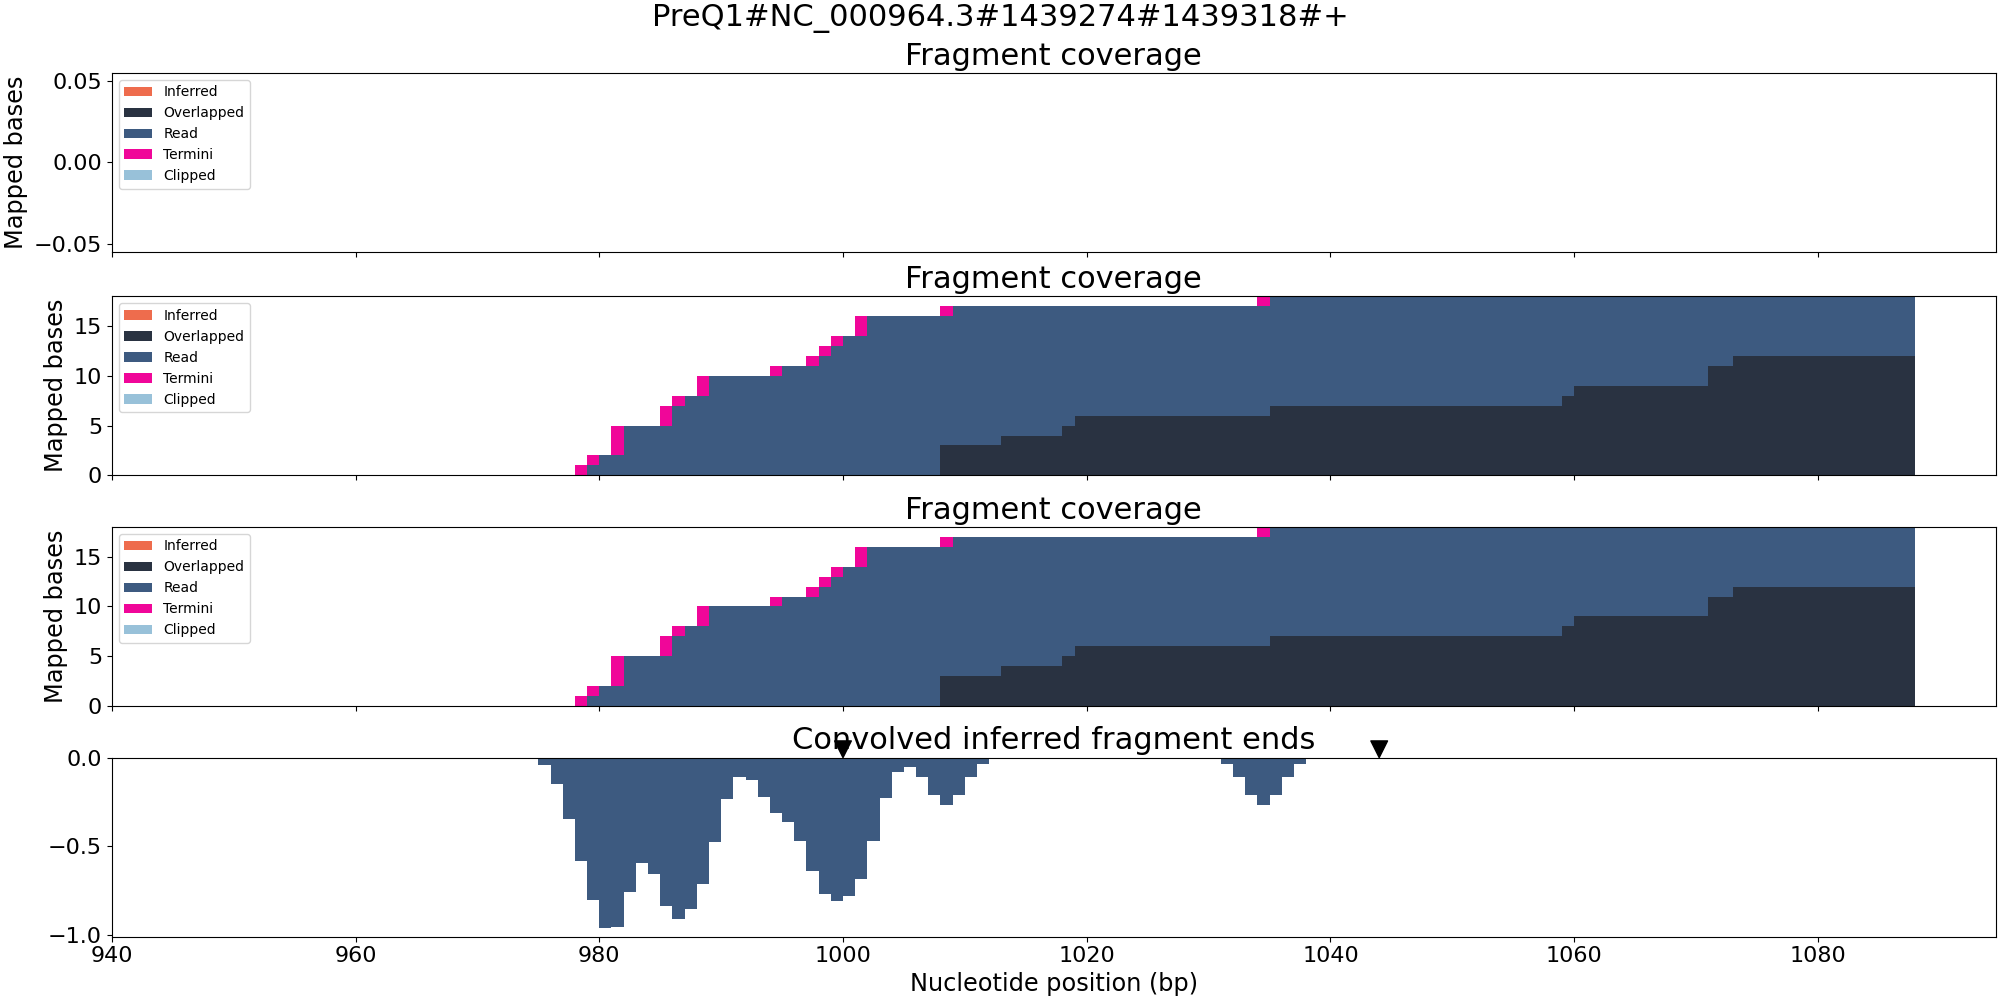 PreQ1#NC_000964.3#1439274#1439318#+
Fragment coverage
Mapped bases
0.05
0.00
−0.05
Inferred
Overlapped
Read
Termini
Clipped
Fragment coverage
Mapped bases
15
10
5
0
Inferred
Overlapped
Read
Termini
Clipped
Fragment coverage
Mapped bases
15
10
5
0
Inferred
Overlapped
Read
Termini
Clipped
Convolved inferred fragment ends
0.0
−0.5
−1.0
940 960 980 1000 1020 1040 1060 1080
Nucleotide position (bp)